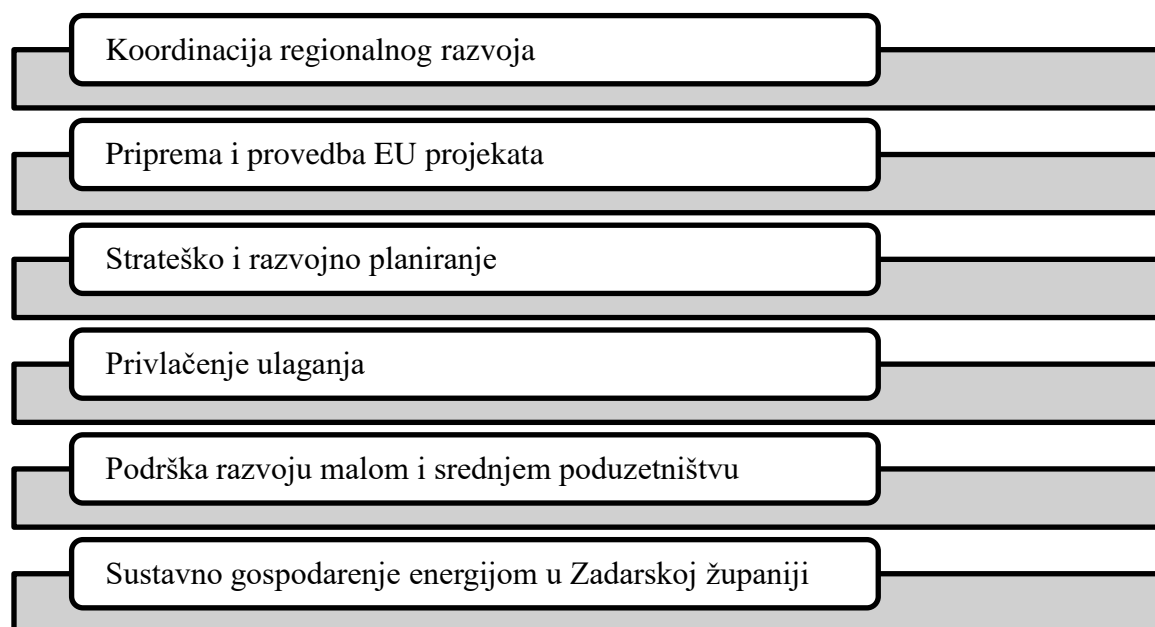 Koordinacija regionalnog razvoja
Priprema i provedba EU projekata
Strateško i razvojno planiranje
Privlačenje ulaganja
Podrška razvoju malom i srednjem poduzetništvu
Sustavno gospodarenje energijom u Zadarskoj županiji